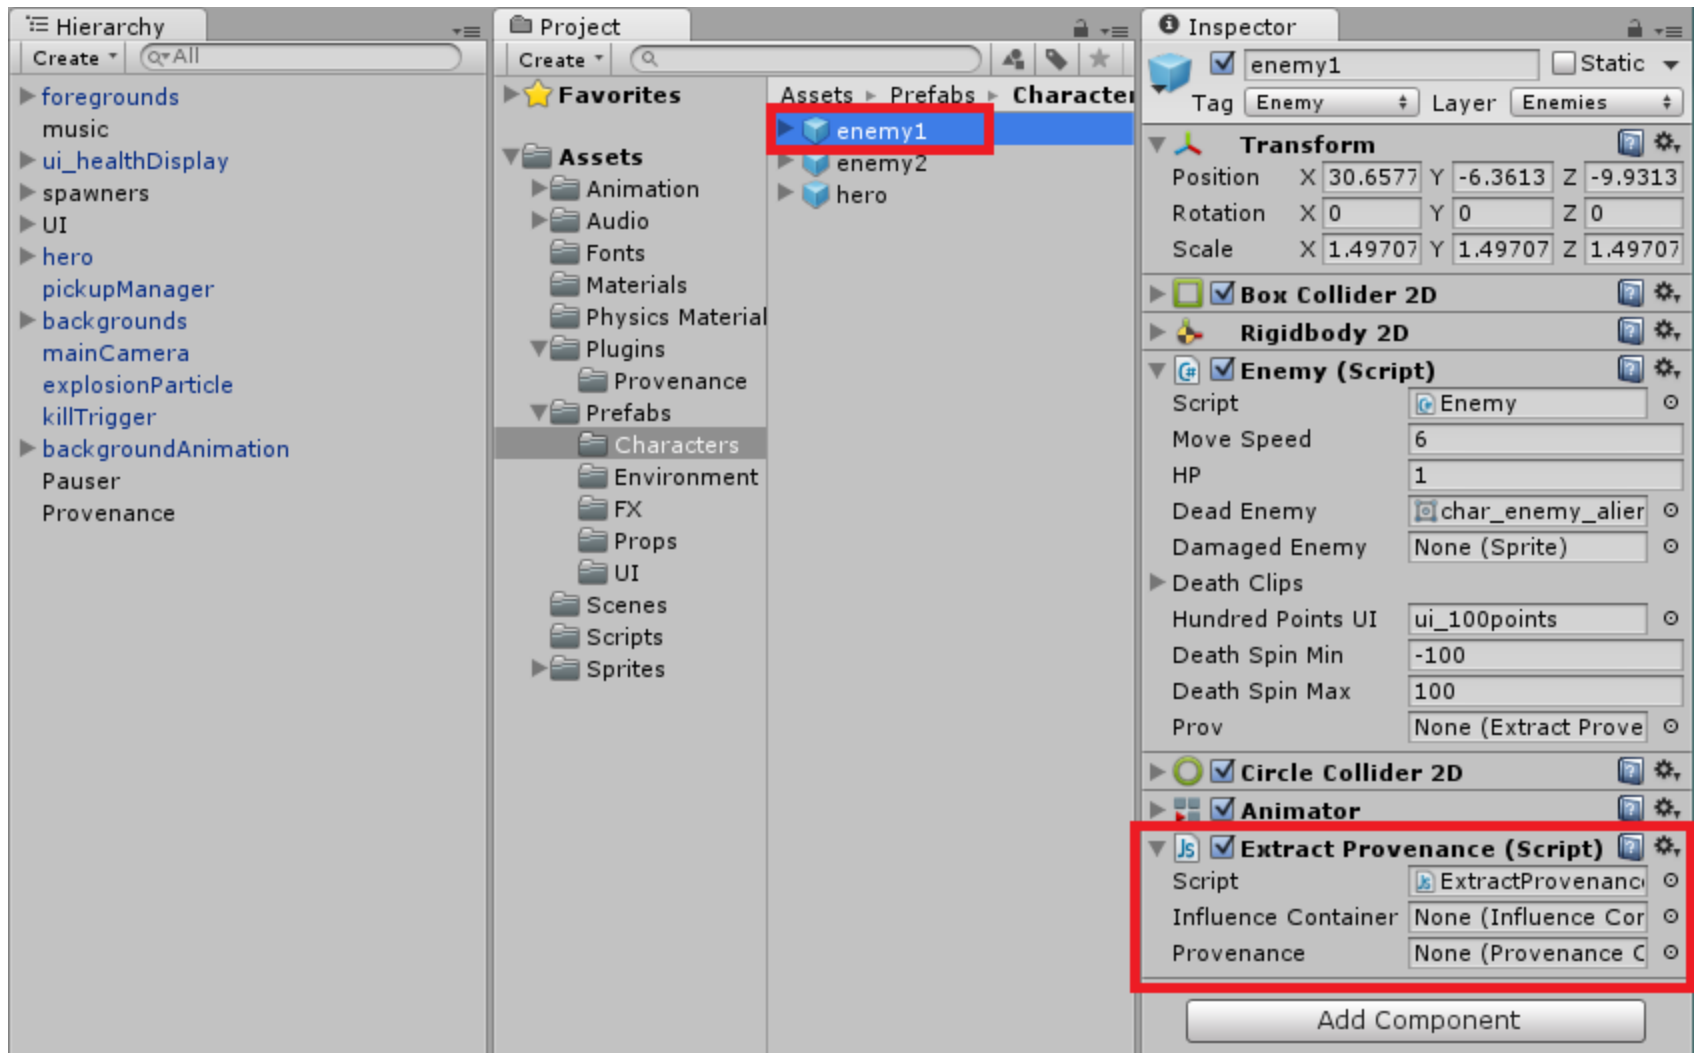 Hierarchy
Create
All
foregrounds
music
ui_healthDisplay
spawners
UI
hero
pickupManager
backgrounds
mainCamera
explosionParticle
killTrigger
backgroundAnimation
Pauser
Provenance
Project
Create
Favorites
Assets
Animation
Audio
Fonts
Materials
Physics Material
Plugins
Provenance
Prefabs
Characters
Environment
FX
Props
UI
Scenes
Scripts
Sprites
Assets Prefabs Character
enemy1
enemy2
hero
Inspector
enemy1 Static
Tag Enemy Layer Enemies
Transform
Position X 30.6577 Y -6.3613 Z -9.9313
Rotation X 0 Y 0 Z 0
Scale X 1.49707 Y 1.49707 Z 1.49707
Box Collider 2D
Rigidbody 2D
C# Enemy (Script)
Script Enemy
Move Speed 6
HP 1
Dead Enemy char_enemy_alier
Damaged Enemy None (Sprite)
Death Clips
Hundred Points UI ui_100points
Death Spin Min -100
Death Spin Max 100
Prov None (Extract Prove
Circle Collider 2D
Animator
Js Extract Provenance (Script)
Script Js ExtractProvenanc
Influence Container None (Influence Cor
Provenance None (Provenance C
Add Component